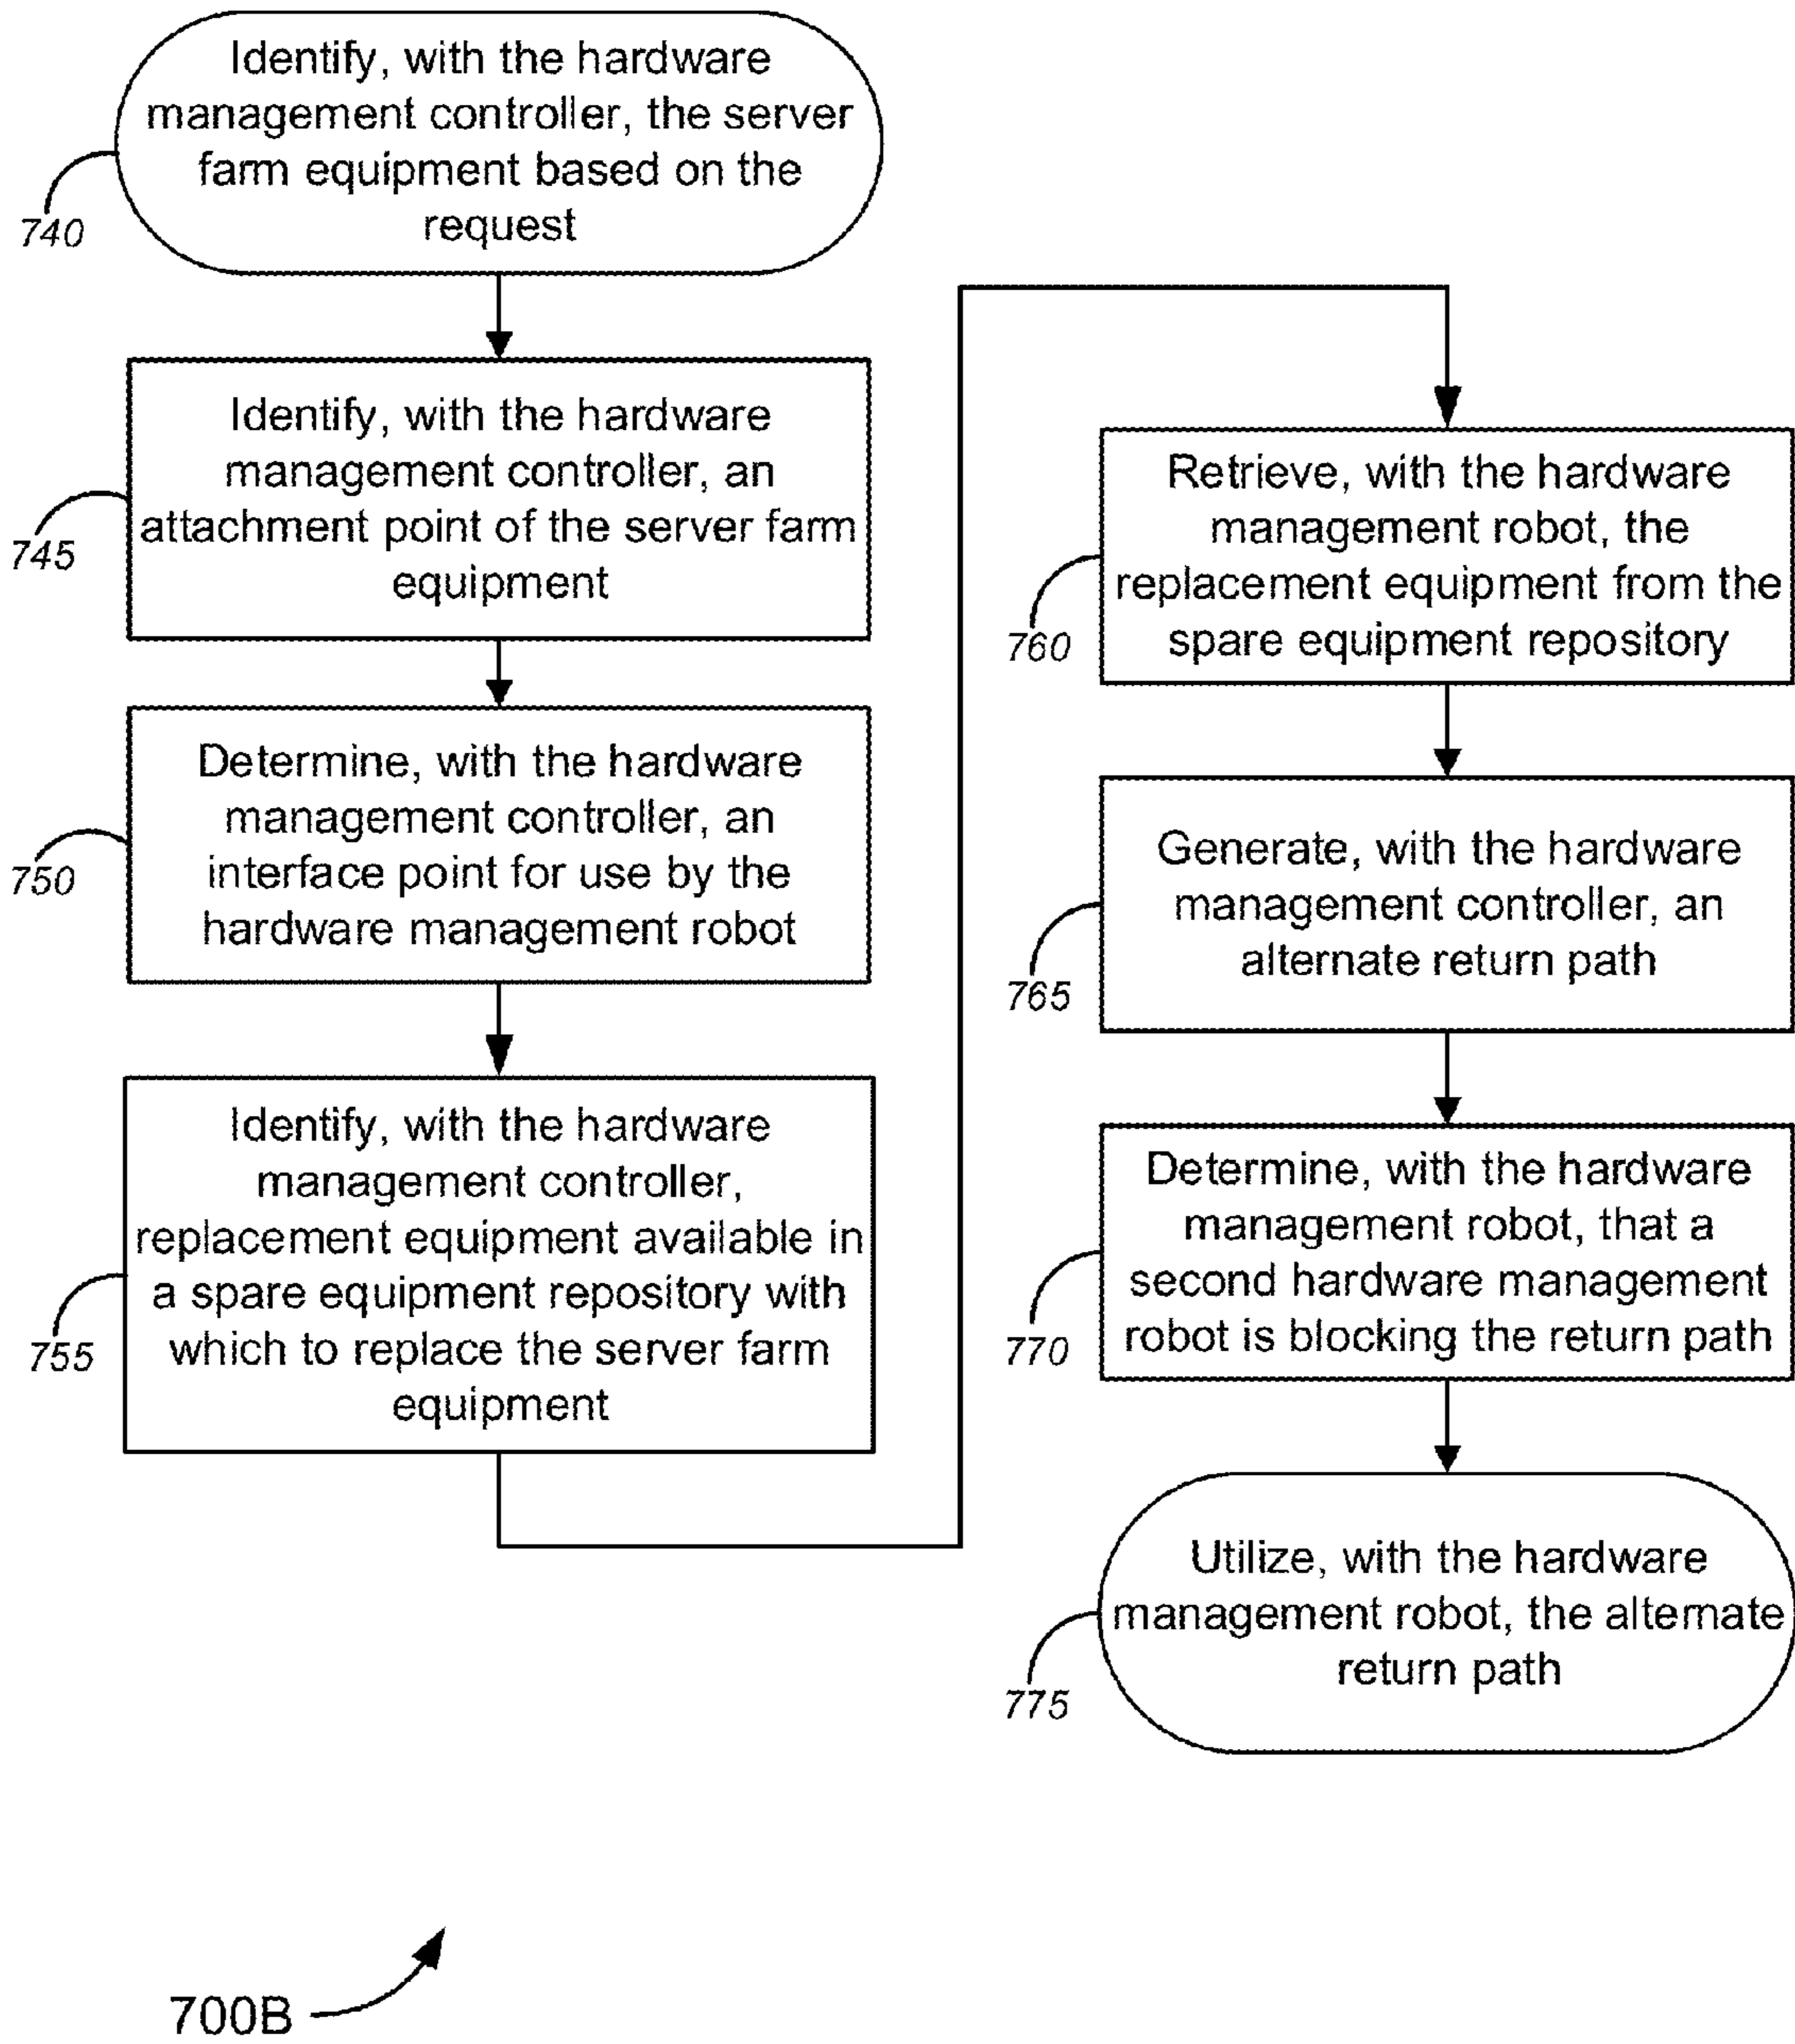 Identify, with the hardware
management controller, the server
farm equipment based on the
request
740
Identify, with the hardware
management controller, an
attachment point of the server farm
equipment
745
Determine, with the hardware
management controller, an
interface point for use by the
hardware management robot
750
Identify, with the hardware
management controller,
replacement equipment available in
a spare equipment repository with
which to replace the server farm
equipment
755
Retrieve, with the hardware
management robot, the
replacement equipment from the
spare equipment repository
760
Generate, with the hardware
management controller, an
alternate return path
765
Determine, with the hardware
management robot, that a
second hardware management
robot is blocking the return path
770
Utilize, with the hardware
management robot, the alternate
return path
775
700B